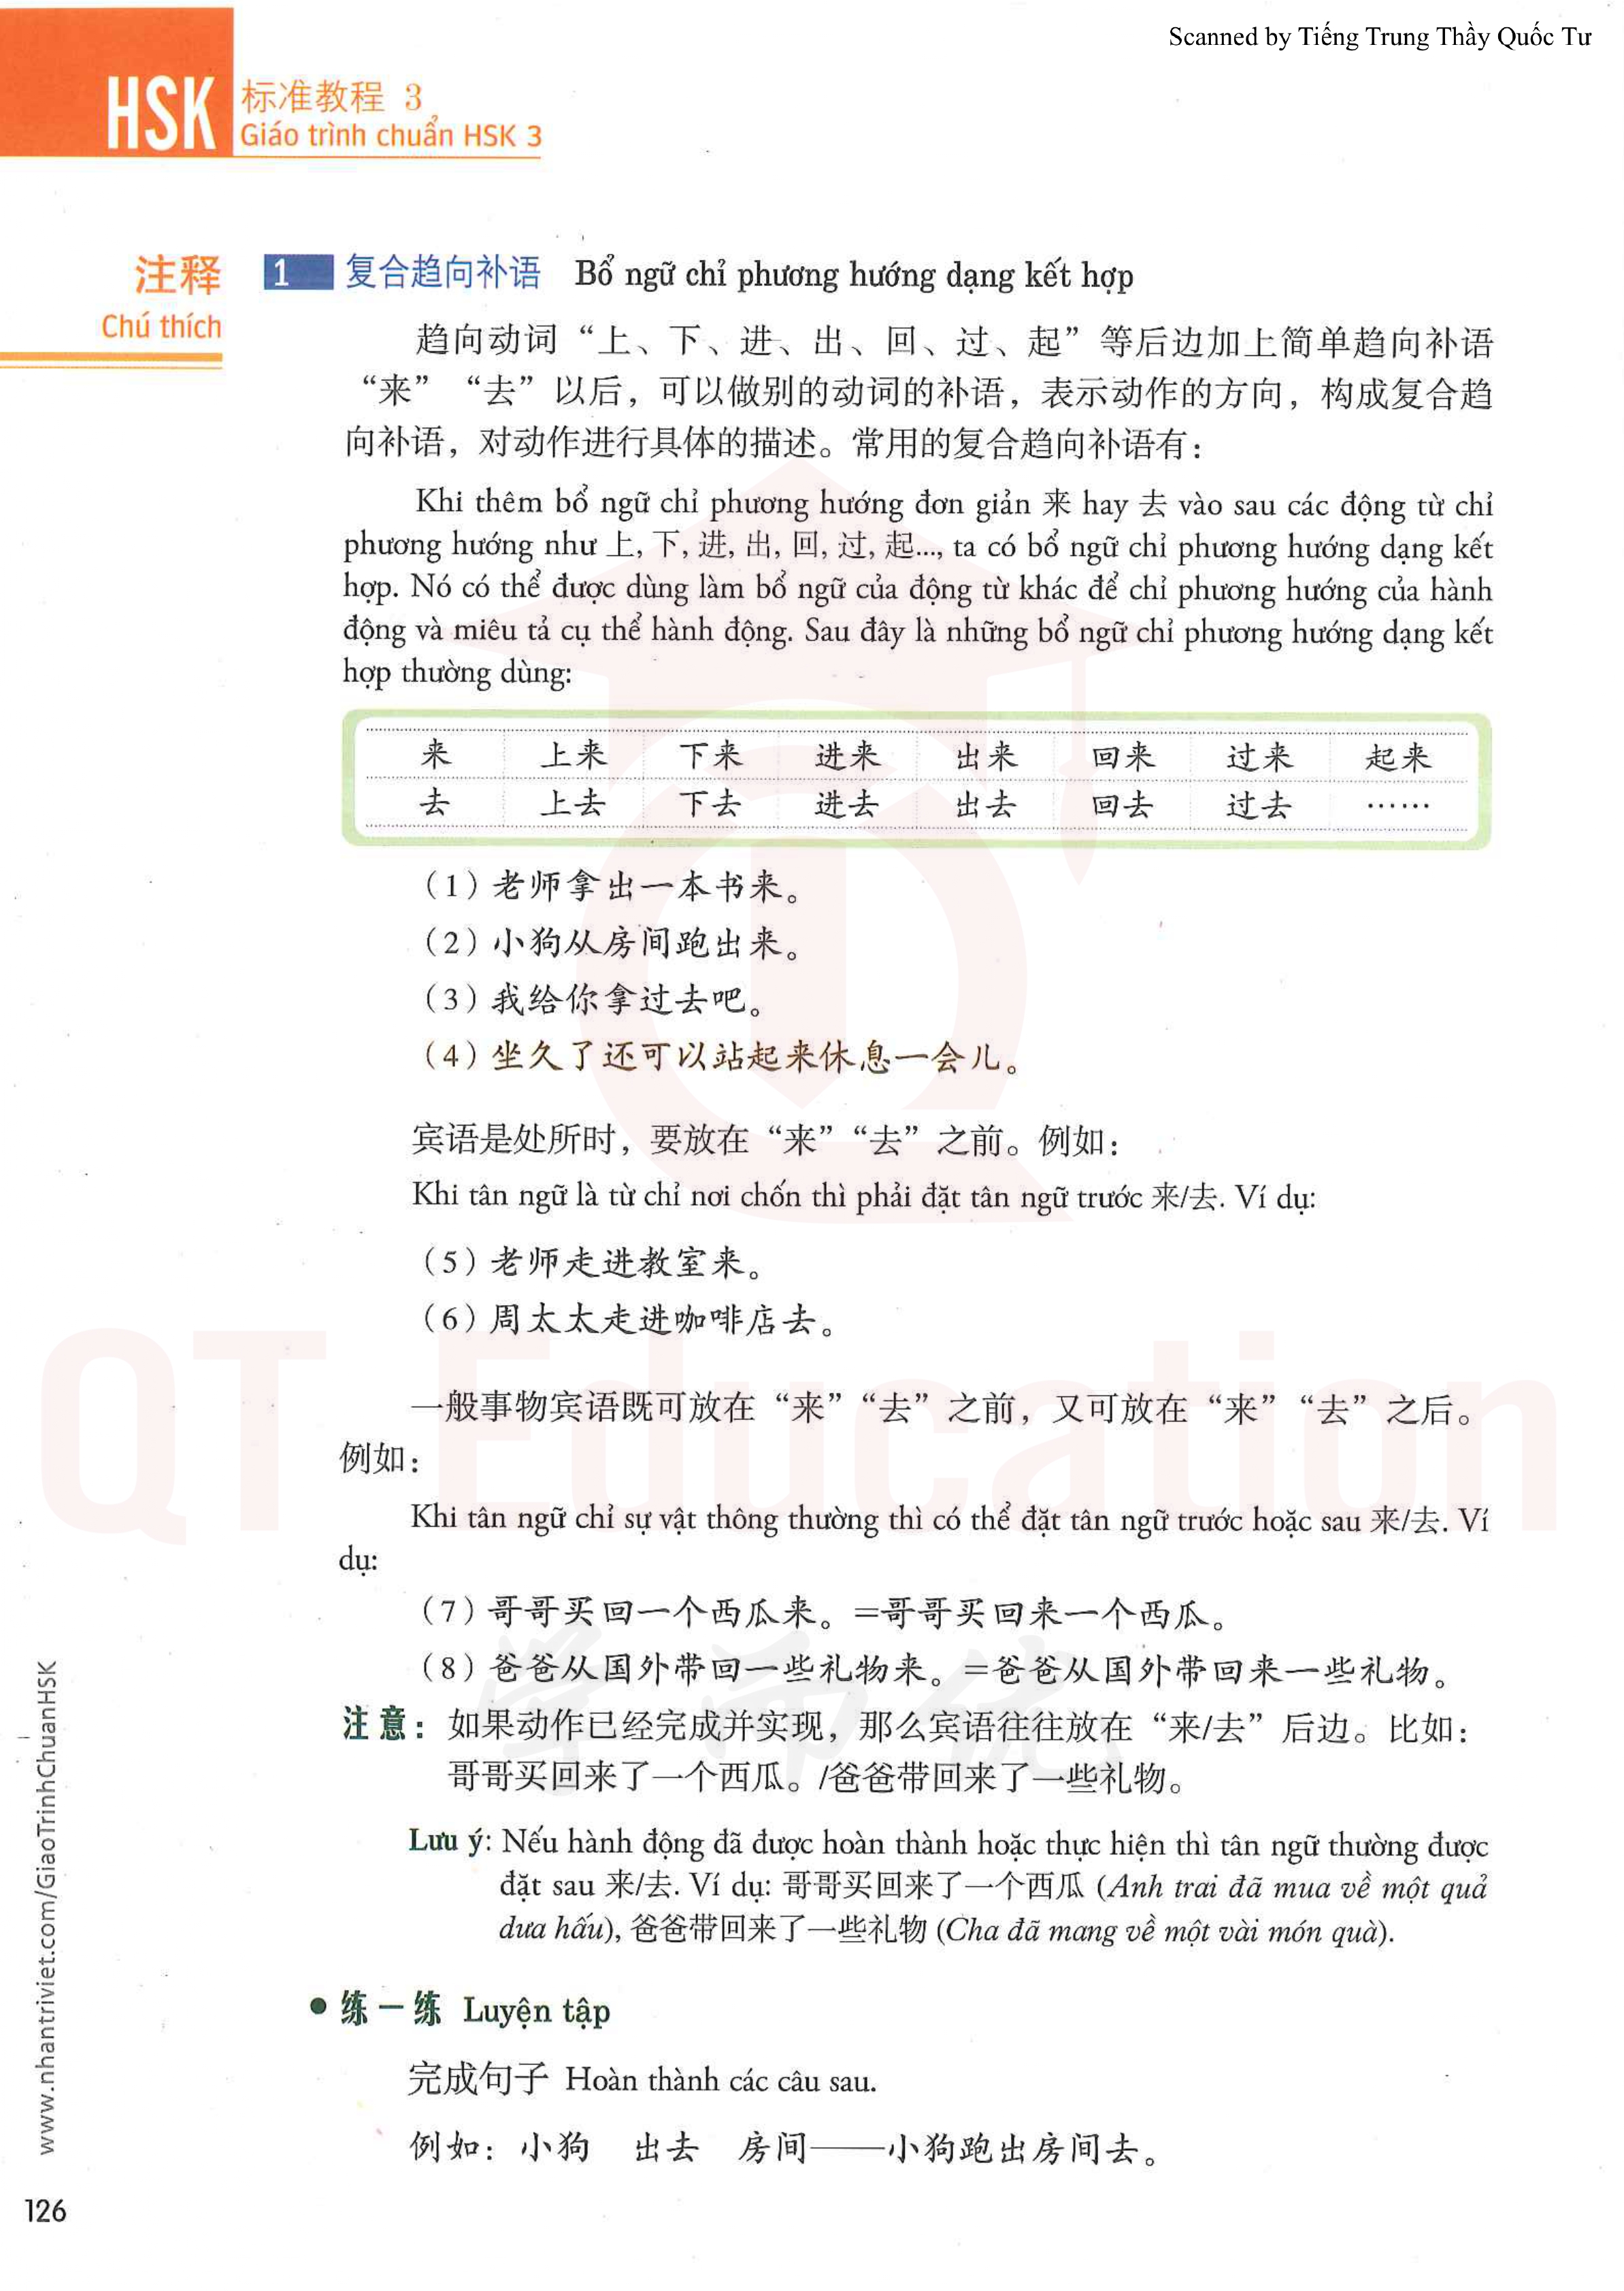 Scanned by Tiếng Trung Thầy Quốc Tư
HSK 标准教程 3
Giáo trình chuẩn HSK 3
注释
Chú thích
1 复合趋向补语 Bổ ngữ chỉ phương hướng dạng kết hợp
趋向动词“上、下、进、出、回、过、起”等后边加上简单趋向补语
“来”“去”以后，可以做别的动词的补语，表示动作的方向，构成复合趋
向补语，对动作进行具体的描述。常用的复合趋向补语有：
Khi thêm bổ ngữ chỉ phương hướng đơn giản 来 hay 去 vào sau các động từ chỉ
phương hướng như 上, 下, 进, 出, 回, 过, 起..., ta có bổ ngữ chỉ phương hướng dạng kết
hợp. Nó có thể được dùng làm bổ ngữ của động từ khác để chỉ phương hướng của hành
động và miêu tả cụ thể hành động. Sau đây là những bổ ngữ chỉ phương hướng dạng kết
hợp thường dùng:
来 上来 下来 进来 出来 回来 过来 起来
去 上去 下去 进去 出去 回去 过去 ……
（1）老师拿出一本书来。
（2）小狗从房间跑出来。
（3）我给你拿过去吧。
（4）坐久了还可以站起来休息一会儿。
宾语是处所时，要放在“来”“去”之前。例如：
Khi tân ngữ là từ chỉ nơi chốn thì phải đặt tân ngữ trước 来/去. Ví dụ:
（5）老师走进教室来。
（6）周太太走进咖啡店去。
一般事物宾语既可放在“来”“去”之前，又可放在“来”“去”之后。
例如：
Khi tân ngữ chỉ sự vật thông thường thì có thể đặt tân ngữ trước hoặc sau 来/去. Ví
dụ:
（7）哥哥买回一个西瓜来。=哥哥买回来一个西瓜。
（8）爸爸从国外带回一些礼物来。=爸爸从国外带回来一些礼物。
注意：如果动作已经完成并实现，那么宾语往往放在“来/去”后边。比如：
哥哥买回来了一个西瓜。/爸爸带回来了一些礼物。
Lưu ý: Nếu hành động đã được hoàn thành hoặc thực hiện thì tân ngữ thường được
đặt sau 来/去. Ví dụ: 哥哥买回来了一个西瓜 (Anh trai đã mua về một quả
dưa hấu), 爸爸带回来了一些礼物 (Cha đã mang về một vài món quà).
● 练一练 Luyện tập
完成句子 Hoàn thành các câu sau.
例如：小狗 出去 房间——小狗跑出房间去。
www.nhantriviet.com/GiaoTrinhChuanHSK
126
QT Education